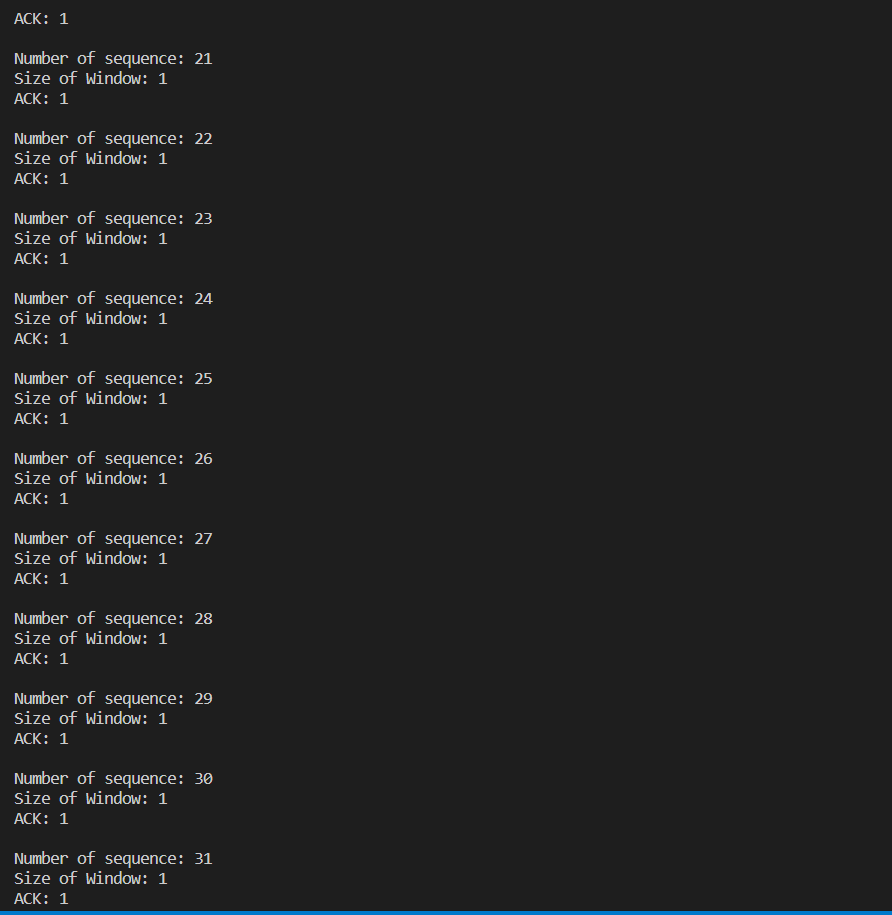 ACK: 1
Number of sequence: 21
Size of Window: 1
ACK: 1
Number of sequence: 22
Size of Window: 1
ACK: 1
Number of sequence: 23
Size of Window: 1
ACK: 1
Number of sequence: 24
Size of Window: 1
ACK: 1
Number of sequence: 25
Size of Window: 1
ACK: 1
Number of sequence: 26
Size of Window: 1
ACK: 1
Number of sequence: 27
Size of Window: 1
ACK: 1
Number of sequence: 28
Size of Window: 1
ACK: 1
Number of sequence: 29
Size of Window: 1
ACK: 1
Number of sequence: 30
Size of Window: 1
ACK: 1
Number of sequence: 31
Size of Window: 1
ACK: 1